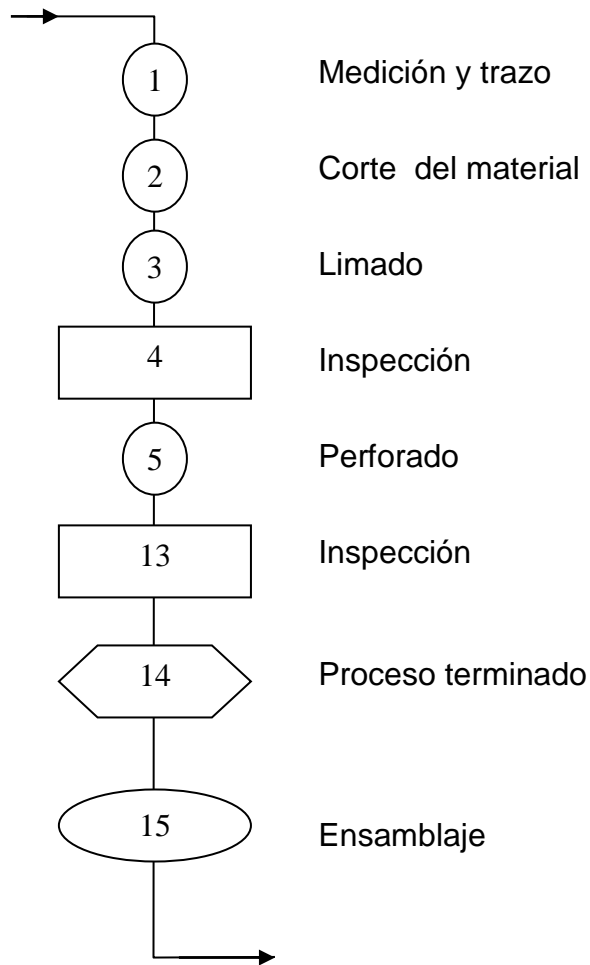 1 Medición y trazo
2 Corte del material
3 Limado
4 Inspección
5 Perforado
13 Inspección
14 Proceso terminado
15 Ensamblaje